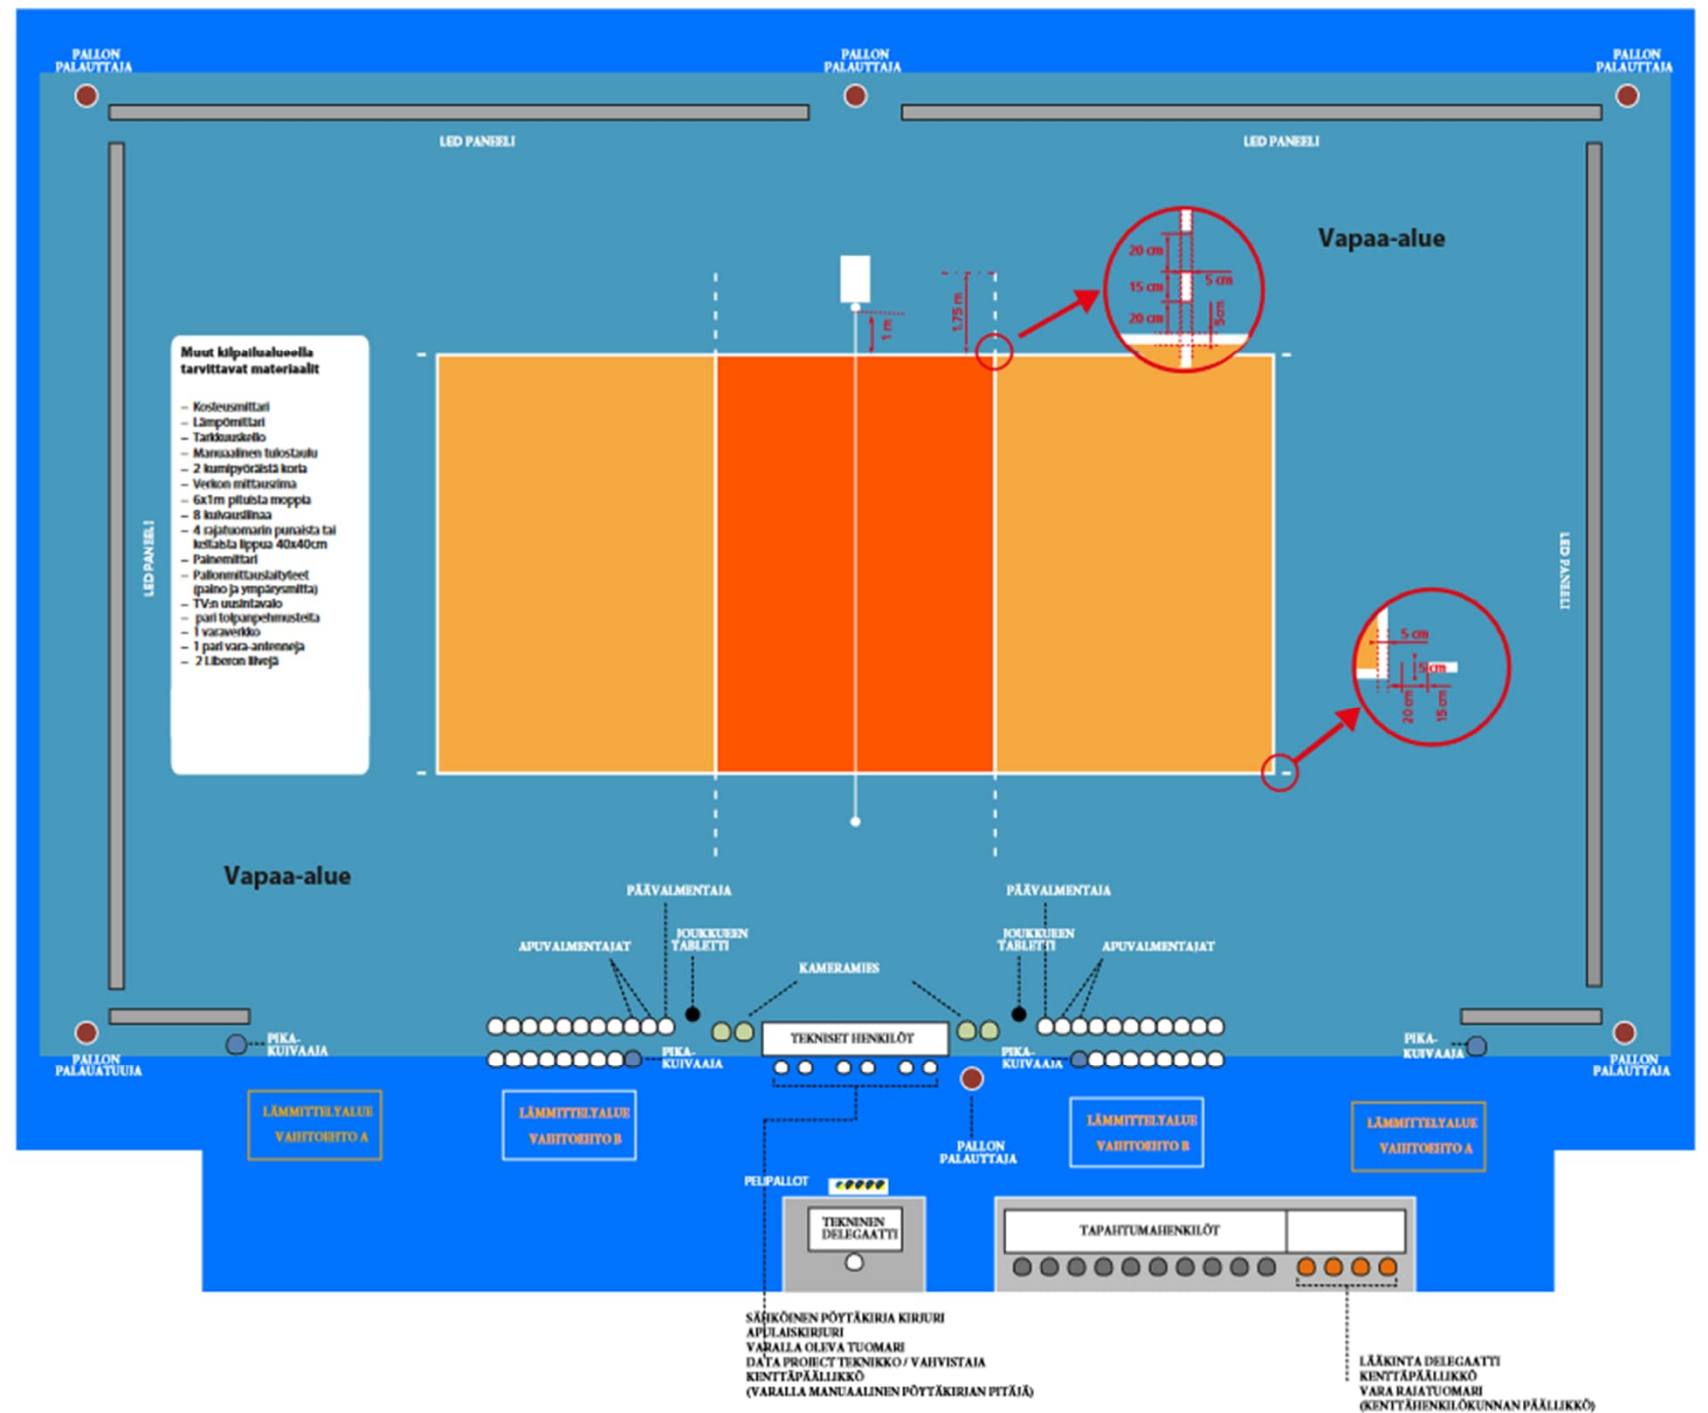 PALLON
PALAUTTAJA
PALLON
PALAUTTAJA
PALLON
PALAUTTAJA
LED PANEELI
LED PANEELI
Vapaa-alue
20 cm
15 cm
5 cm
20 cm
5cm
1.75 m
1 m
Muut kilpailualueella
tarvittavat materiaalit
– Kosteusmittari
– Lämpömittari
– Tarkkuuskello
– Manuaalinen tulostaulu
– 2 kumipyöräistä koria
– Verkon mittausrima
– 6x1m pituista moppia
– 8 kuivausliinaa
– 4 rajatuomarin punaista tai
keltaista lippua 40x40cm
– Painemittari
– Pallonmittauslaityteet
(paino ja ympärysmitta)
– TV:n uusintavalo
– pari tolpanpehmusteita
– 1 varaverkko
– 1 pari vara-antenneja
– 2 Liberon liivejä
LED PANEELI
LED PANEELI
5 cm
5 cm
20 cm
15 cm
Vapaa-alue
PÄÄVALMENTAJA
PÄÄVALMENTAJA
APUVALMENTAJAT
JOUKKUEEN
TABLETTI
KAMERAMIES
JOUKKUEEN
TABLETTI
APUVALMENTAJAT
PIKA-
KUIVAAJA
PIKA-
KUIVAAJA
TEKNISET HENKILÖT
PIKA-
KUIVAAJA
PIKA-
KUIVAAJA
PALLON
PALAUATUUJA
PALLON
PALAUTTAJA
LÄMMITTELYALUE
VAIHTOEHTO A
LÄMMITTELYALUE
VAIHTOEHTO B
LÄMMITTELYALUE
VAIHTOEHTO B
LÄMMITTELYALUE
VAIHTOEHTO A
PALLON
PALAUTTAJA
PELIPALLOT
TEKNINEN
DELEGAATTI
TAPAHTUMAHENKILÖT
SÄHKÖINEN PÖYTÄKIRJA KIRJURI
APULAISKIRJURI
VARALLA OLEVA TUOMARI
DATA PROJECT TEKNIKKO / VAHVISTAJA
KENTTÄPÄÄLLIKKÖ
(VARALLA MANUAALINEN PÖYTÄKIRJAN PITÄJÄ)
LÄÄKINTA DELEGAATTI
KENTTÄPÄÄLLIKKÖ
VARA RAJATUOMARI
(KENTTÄHENKILÖKUNNAN PÄÄLLIKKÖ)